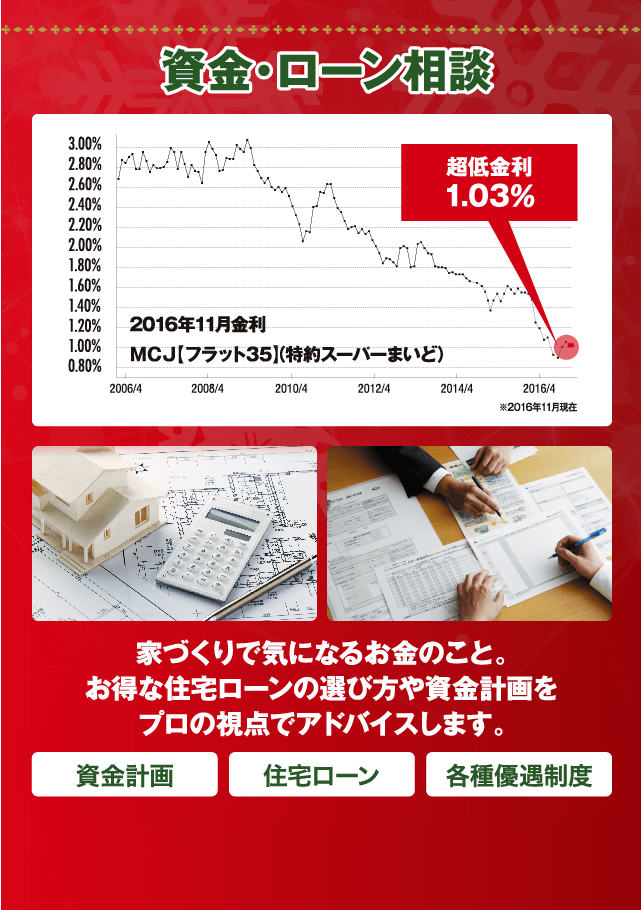 資金・ローン相談
3.00%
2.80%
2.60%
2.40%
2.20%
2.00%
1.80%
1.60%
1.40%
1.20%
1.00%
0.80%
超低金利
1.03%
2016年11月金利
MCJ【フラット35】(特約スーパーまいど)
2006/4 2008/4 2010/4 2012/4 2014/4 2016/4
※2016年11月現在
家づくりで気になるお金のこと。
お得な住宅ローンの選び方や資金計画を
プロの視点でアドバイスします。
資金計画 住宅ローン 各種優遇制度